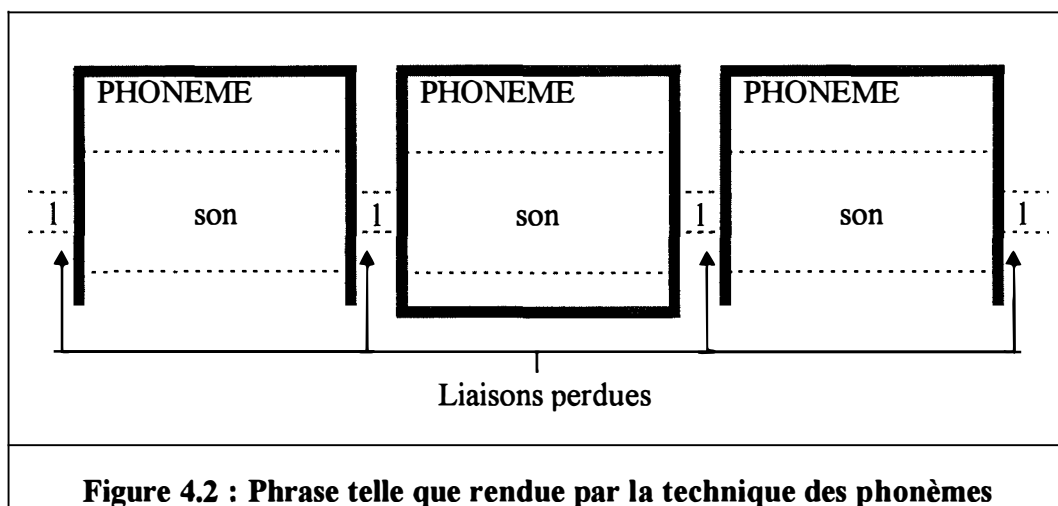 PHONEME PHONEME PHONEME
l son l son l son l
Liaisons perdues
Figure 4.2 : Phrase telle que rendue par la technique des phonèmes